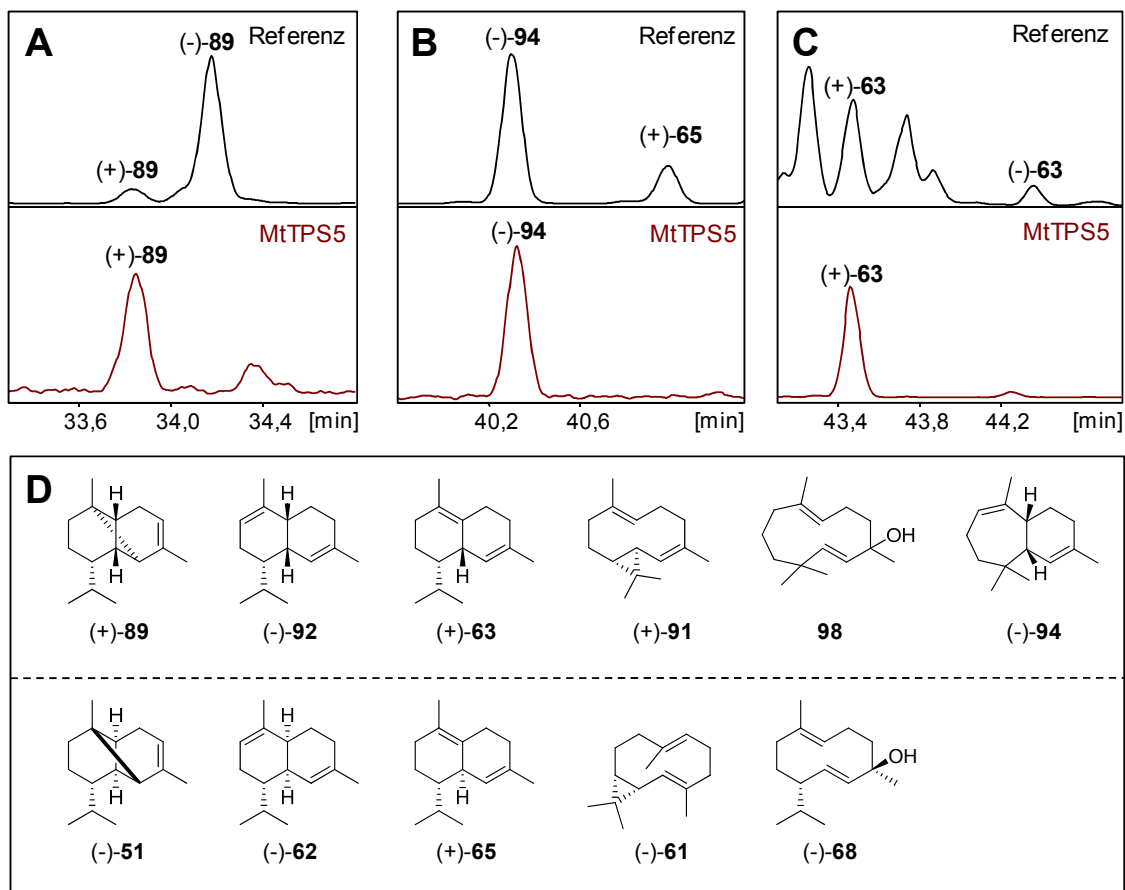 A
(-)-89 Referenz
(+)-89
MtTPS5
(+)-89
33,6 34,0 34,4 [min]
B
(-)-94 Referenz
(+)-65
MtTPS5
(-)-94
40,2 40,6 [min]
C
Referenz
(+)-63
(-)-63
MtTPS5
(+)-63
43,4 43,8 44,2 [min]
D
H H H OH H
H H H H
(+)-89 (-)-92 (+)-63 (+)-91 98 (-)-94
H H OH
H H H
(-)-51 (-)-62 (+)-65 (-)-61 (-)-68